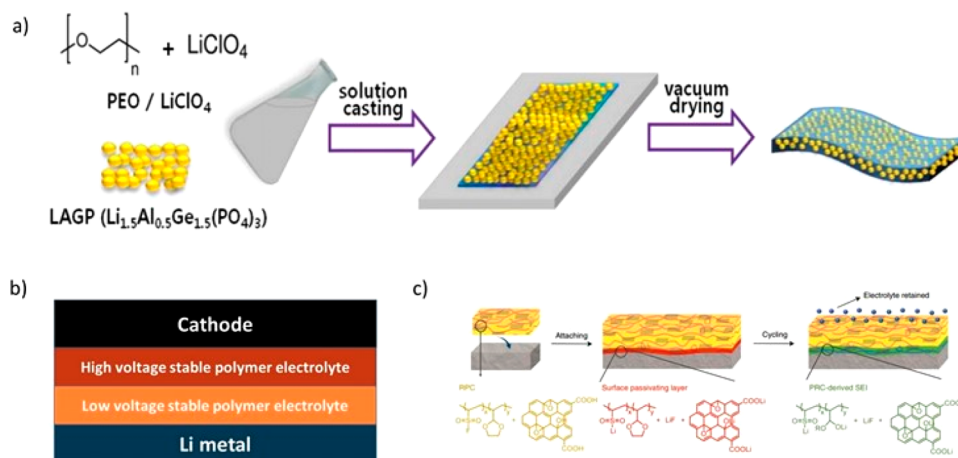 a)
O
n
+ LiClO4
PEO / LiClO4
LAGP (Li1.5Al0.5Ge1.5(PO4)3)
solution
casting
vacuum
drying
b)
Cathode
High voltage stable polymer electrolyte
Low voltage stable polymer electrolyte
Li metal
c)
Electrolyte retained
Attaching
Cycling
RPC
Surface passivating layer
PRC-derived SEI
COOH
COOH
+ LiF +
COOLi
COOLi
+ LiF +
COOLi